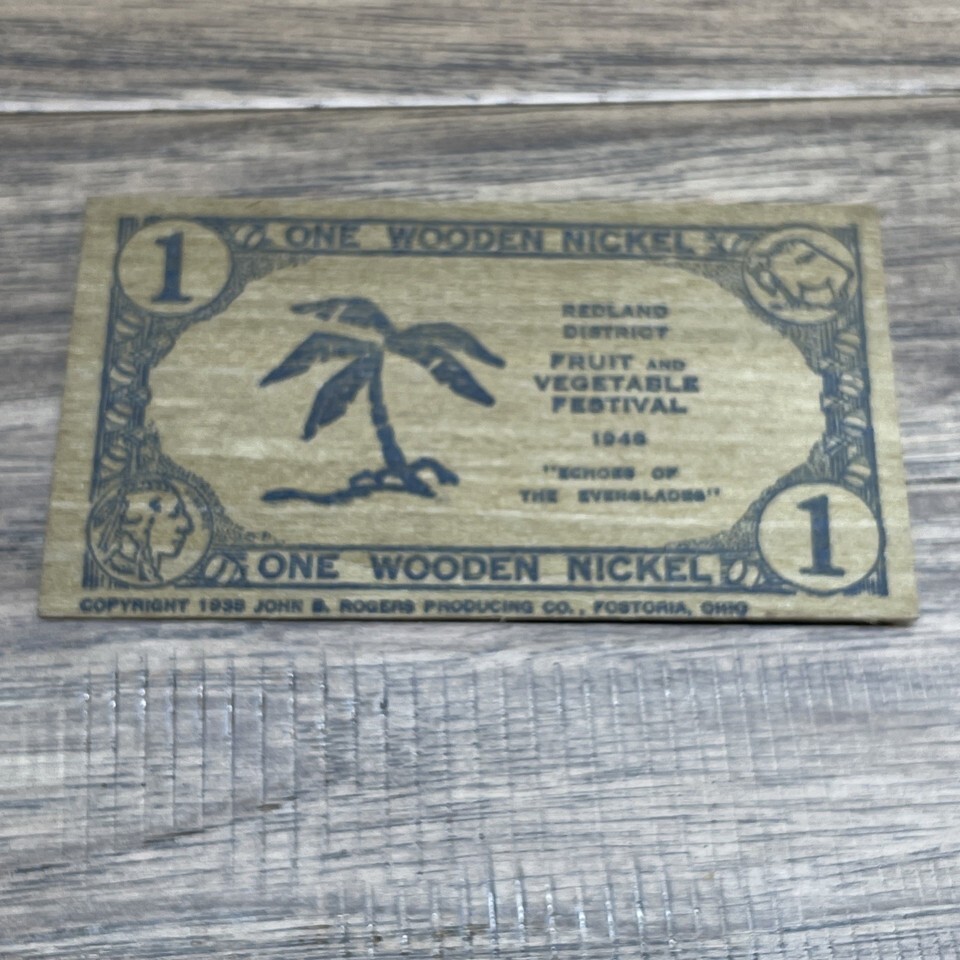 1
ONE WOODEN NICKEL
REDLAND
DISTRICT
FRUIT AND
VEGETABLE
FESTIVAL
1946
"ECHOES OF
THE EVERGLADES"
ONE WOODEN NICKEL
1
COPYRIGHT 1938 JOHN B. ROGERS PRODUCING CO., FOSTORIA, OHIO